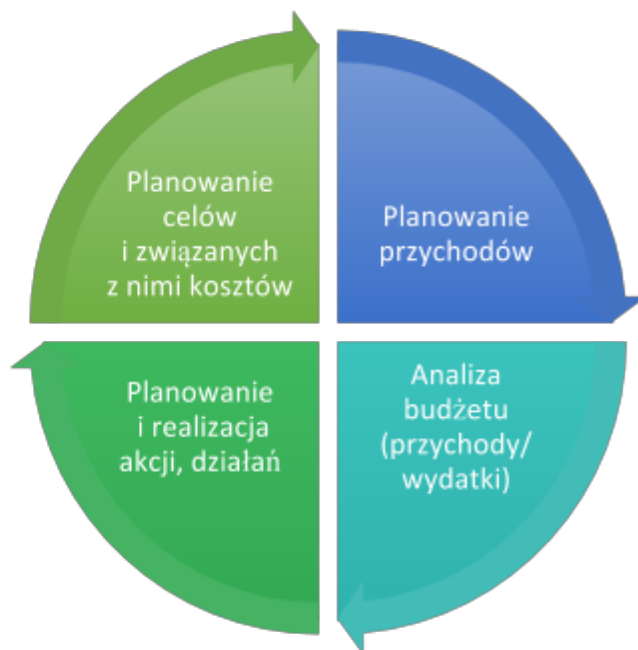 Planowanie
celów
i związanych
z nimi kosztów
Planowanie
przychodów
Planowanie
i realizacja
akcji, działań
Analiza
budżetu
(przychody/
wydatki)